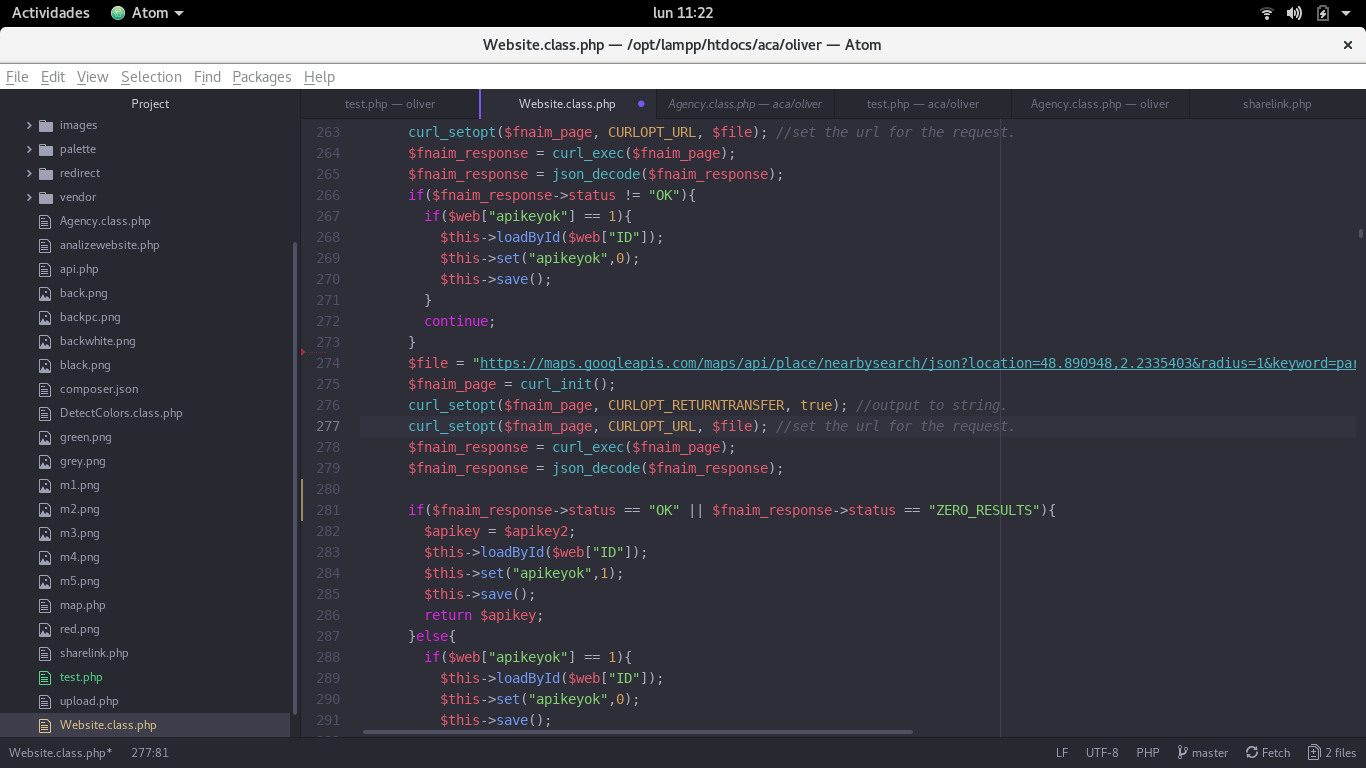 Actividades Atom lun 11:22
Website.class.php — /opt/lampp/htdocs/aca/oliver — Atom ×
File Edit View Selection Find Packages Help
Project
images
palette
redirect
vendor
Agency.class.php
analizewebsite.php
api.php
back.png
backpc.png
backwhite.png
black.png
composer.json
DetectColors.class.php
green.png
grey.png
m1.png
m2.png
m3.png
m4.png
m5.png
map.php
red.png
sharelink.php
test.php
upload.php
Website.class.php
test.php — oliver Website.class.php Agency.class.php — aca/oliver test.php — aca/oliver Agency.class.php — oliver sharelink.php
263 curl_setopt($fnaim_page, CURLOPT_URL, $file); //set the url for the request.
264 $fnaim_response = curl_exec($fnaim_page);
265 $fnaim_response = json_decode($fnaim_response);
266 if($fnaim_response->status != "OK"){
267 if($web["apikeyok"] == 1){
268 $this->loadById($web["ID"]);
269 $this->set("apikeyok",0);
270 $this->save();
271 }
272 continue;
273 }
274 $file = "https://maps.googleapis.com/maps/api/place/nearbysearch/json?location=48.890948,2.2335403&radius=1&keyword=par
275 $fnaim_page = curl_init();
276 curl_setopt($fnaim_page, CURLOPT_RETURNTRANSFER, true); //output to string.
277 curl_setopt($fnaim_page, CURLOPT_URL, $file); //set the url for the request.
278 $fnaim_response = curl_exec($fnaim_page);
279 $fnaim_response = json_decode($fnaim_response);
280
281 if($fnaim_response->status == "OK" || $fnaim_response->status == "ZERO_RESULTS"){
282 $apikey = $apikey2;
283 $this->loadById($web["ID"]);
284 $this->set("apikeyok",1);
285 $this->save();
286 return $apikey;
287 }else{
288 if($web["apikeyok"] == 1){
289 $this->loadById($web["ID"]);
290 $this->set("apikeyok",0);
291 $this->save();
Website.class.php* 277:81 LF UTF-8 PHP master Fetch 2 files